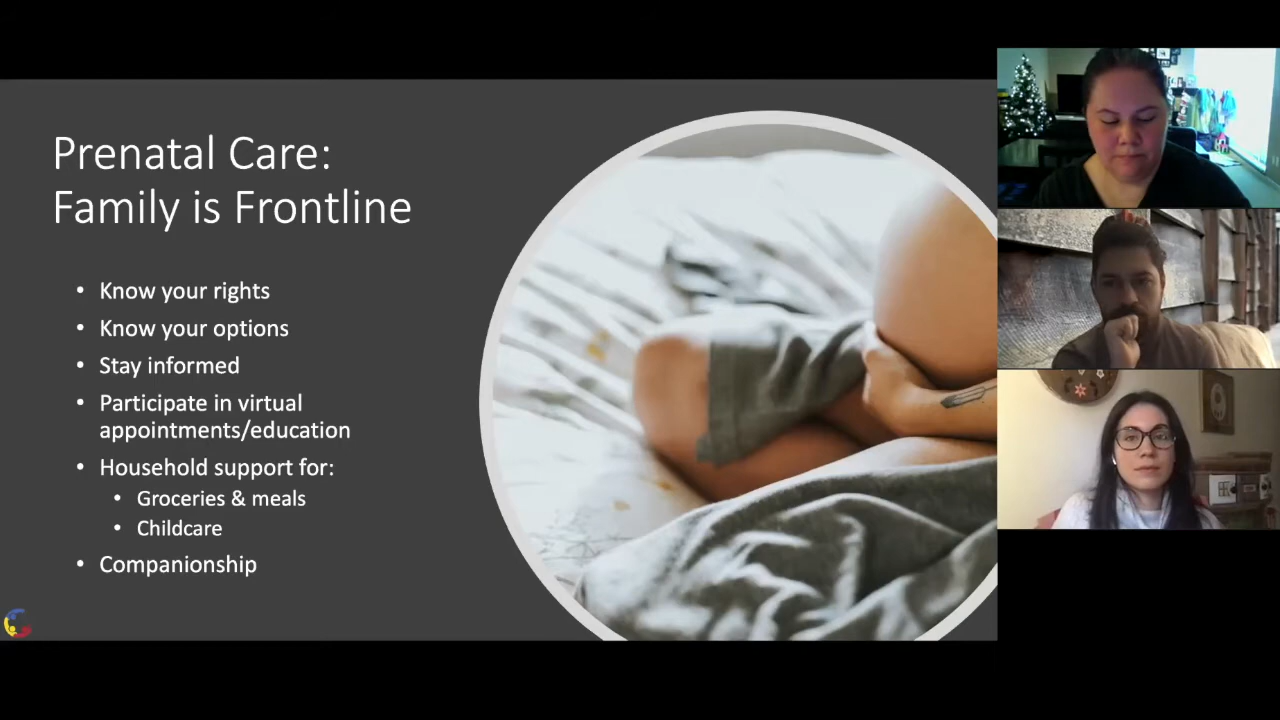 Prenatal Care:
Family is Frontline
• Know your rights
• Know your options
• Stay informed
• Participate in virtual
appointments/education
• Household support for:
• Groceries & meals
• Childcare
• Companionship